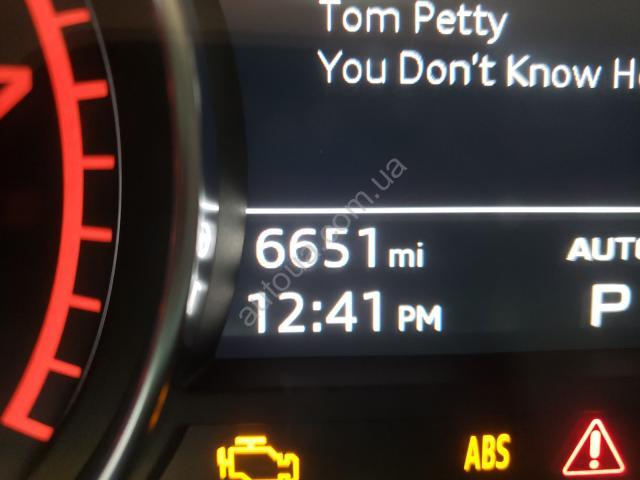 Tom Petty
You Don't Know H
6651 mi
AUTO
12:41 PM
P
ABS
autoua.com.ua